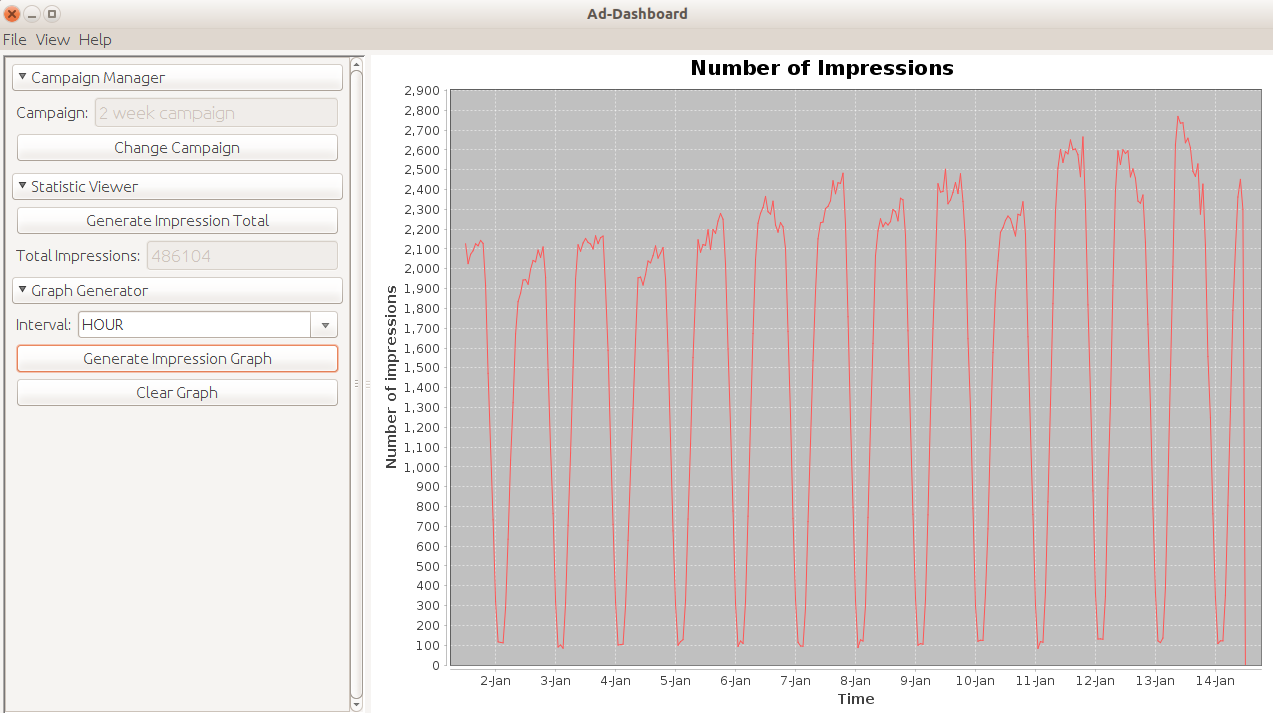 Ad-Dashboard
File View Help
Campaign Manager
Campaign: 2 week campaign
Change Campaign
Statistic Viewer
Generate Impression Total
Total Impressions: 486104
Graph Generator
Interval: HOUR
Generate Impression Graph
Clear Graph
Number of Impressions
Number of impressions
2,900
2,800
2,700
2,600
2,500
2,400
2,300
2,200
2,100
2,000
1,900
1,800
1,700
1,600
1,500
1,400
1,300
1,200
1,100
1,000
900
800
700
600
500
400
300
200
100
0
2-Jan 3-Jan 4-Jan 5-Jan 6-Jan 7-Jan 8-Jan 9-Jan 10-Jan 11-Jan 12-Jan 13-Jan 14-Jan
Time